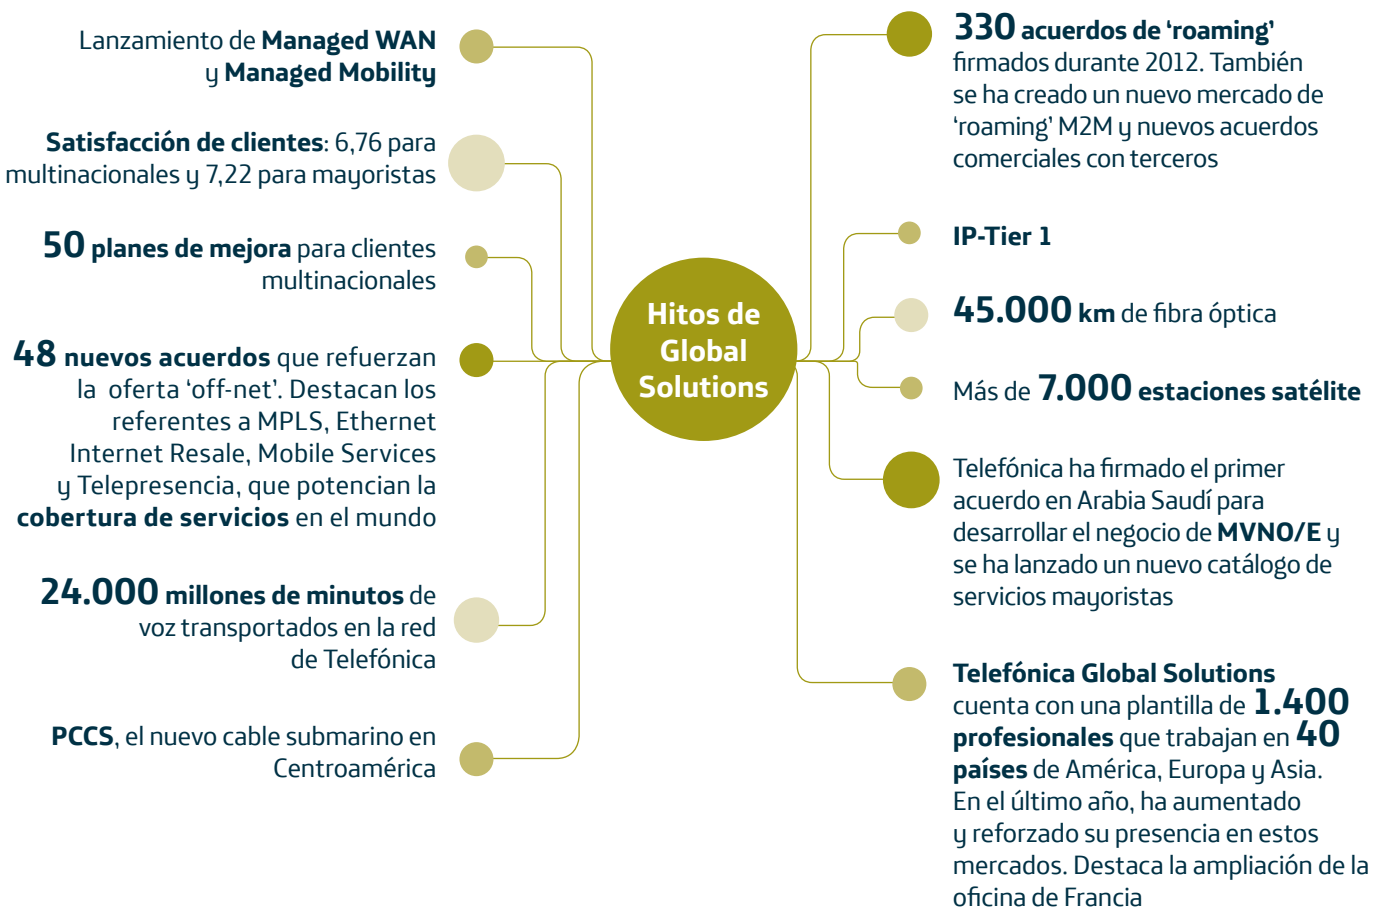 Lanzamiento de Managed WAN
y Managed Mobility
Satisfacción de clientes: 6,76 para
multinacionales y 7,22 para mayoristas
50 planes de mejora para clientes
multinacionales
48 nuevos acuerdos que refuerzan
la oferta ‘off-net’. Destacan los
referentes a MPLS, Ethernet
Internet Resale, Mobile Services
y Telepresencia, que potencian la
cobertura de servicios en el mundo
24.000 millones de minutos de
voz transportados en la red
de Telefónica
PCCS, el nuevo cable submarino en
Centroamérica
Hitos de
Global
Solutions
330 acuerdos de ‘roaming’
firmados durante 2012. También
se ha creado un nuevo mercado de
‘roaming’ M2M y nuevos acuerdos
comerciales con terceros
IP-Tier 1
45.000 km de fibra óptica
Más de 7.000 estaciones satélite
Telefónica ha firmado el primer
acuerdo en Arabia Saudí para
desarrollar el negocio de MVNO/E y
se ha lanzado un nuevo catálogo de
servicios mayoristas
Telefónica Global Solutions
cuenta con una plantilla de 1.400
profesionales que trabajan en 40
países de América, Europa y Asia.
En el último año, ha aumentado
y reforzado su presencia en estos
mercados. Destaca la ampliación de la
oficina de Francia